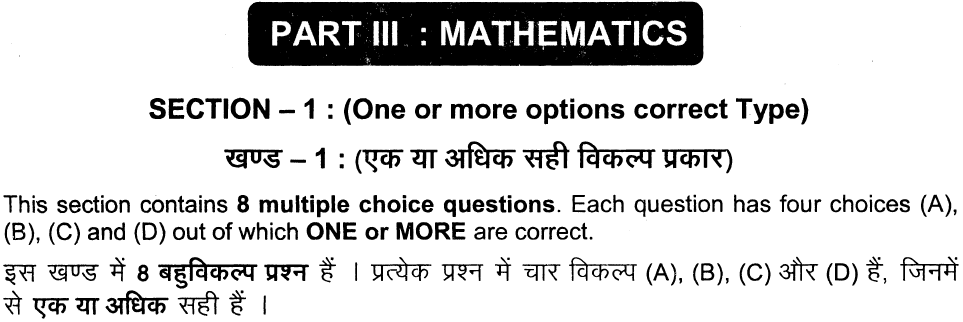 PART III : MATHEMATICS
SECTION – 1 : (One or more options correct Type)
खण्ड – 1 : (एक या अधिक सही विकल्प प्रकार)
This section contains 8 multiple choice questions. Each question has four choices (A),
(B), (C) and (D) out of which ONE or MORE are correct.
इस खण्ड में 8 बहुविकल्प प्रश्न हैं । प्रत्येक प्रश्न में चार विकल्प (A), (B), (C) और (D) हैं, जिनमें
से एक या अधिक सही हैं ।